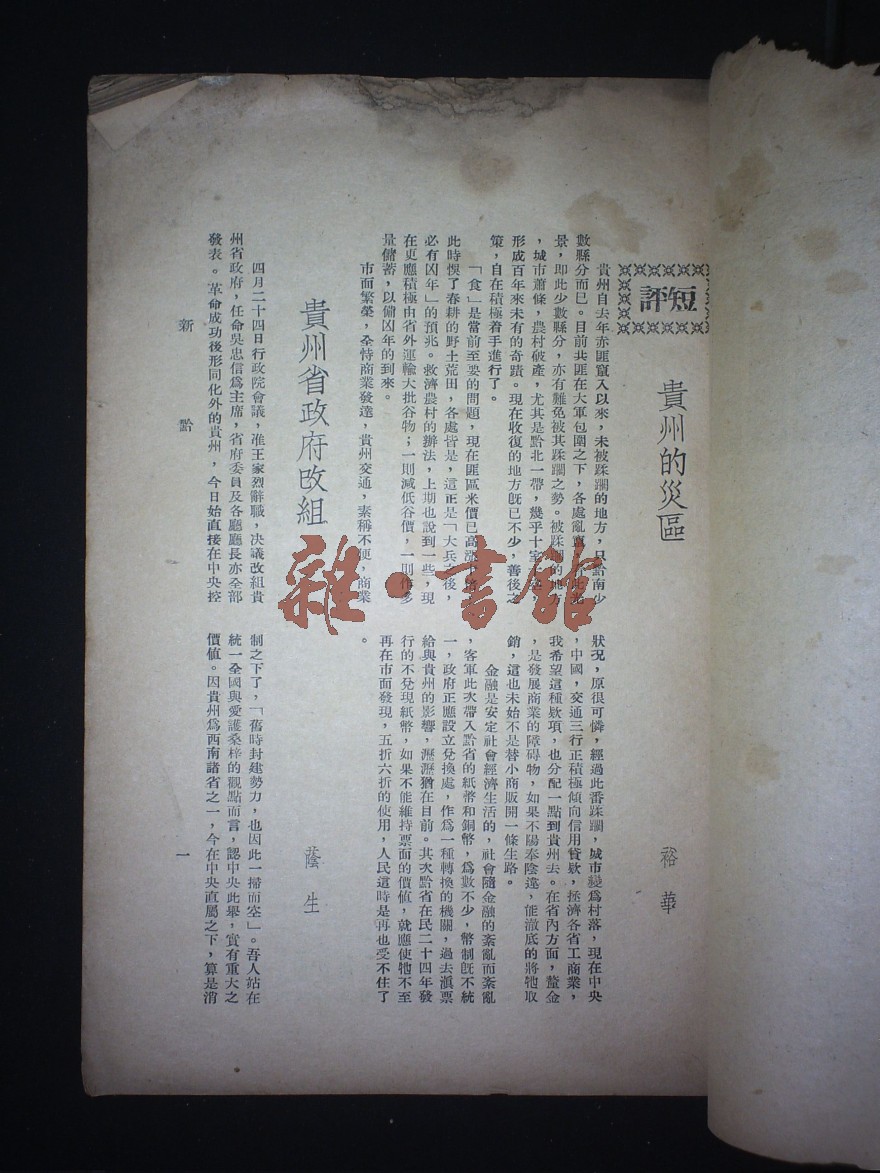 短評
貴州的災區
裕華
貴州自去年赤匪竄入以來，未被蹂躪的地方，只黔南少
數縣分而已。目前共匪在大軍包圍之下，各處亂竄
景，卽此少數縣分，亦有難免被其蹂躪之勢。被蹂躪的地方
，城市蕭條，農村破產，尤其是黔北一帶，幾乎十室
形成百年來未有的奇蹟。現在收復的地方旣已不少，善後之
策，自在積極着手進行了。
「食」是當前至要的問題，現在匪區米價已高漲
此時愰了春耕的野土荒田，各處皆是，這正是「大兵之後，
必有凶年」的預兆。救濟農村的辦法，上期也說到一些，現
在更應積極由省外運輸大批谷物；一則減低谷價，一則作多
量傋蓄，以傋凶年的到來。
市面繁榮，全恃商業發達，貴州交通，素稱不便，商業
狀況，原很可憐，經過此番蹂躪，城市變爲村落，現在中央
，中國，交通三行正積極傾向信用貸欵，拯濟各省工商業，
我希望這種欵項，也分配一點到貴州去。在省內方面，釐金
，是發展商業的障碍物，如果不陽奉陰違，能澈底的將牠取
銷，這也未始不是替小商販開一條生路。
金融是安定社會經濟生活的，社會隨金融的紊亂而紊亂
，客軍此次帶入黔省的紙幣和銅幣，爲數不少，幣制旣不統
一，政府正應設立兌換處，作爲一種轉換的機關，過去滇票
給與貴州的影響，瀝瀝猶在目前。其次黔省在民二十四年發
行的不兌現紙幣，如果不能維持票面的價值，就應使牠不至
再在市面發現，五折六折的使用，人民這時是再也受不住了
。
貴州省政府改組
蔭生
四月二十四日行政院會議，准王家烈辭職，決議改組貴
州省政府，任命吳忠信爲主席，省府委員及各廳廳長亦全部
發表。革命成功後形同化外的貴州，今日始直接在中央控
制之下了，「舊時封建勢力，也因此一掃而空」。吾人站在
統一全國與愛護桑梓的觀點而言，認中央此舉，實有重大之
價值。因貴州爲西南諸省之一，今在中央直屬之下，算是消
新黔
一
雜·書館